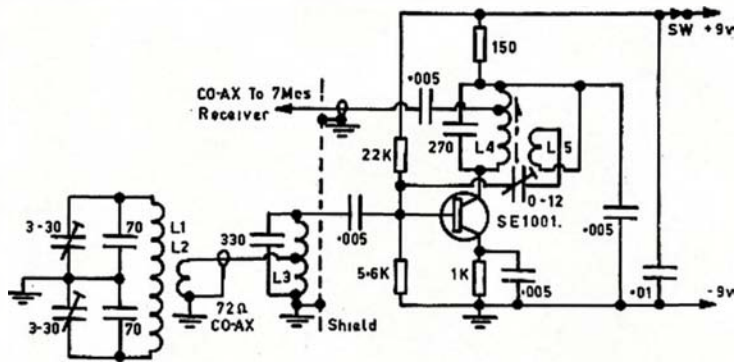 SW +9v
150
·005
CO-AX To 7Mcs
Receiver
L4
L5
270
22K
0-12
SE1001.
3-30
70
L1
L2
330
·005
·005
L3
5·6K
1K
·005
·01
-9v
3-30
70
72Ω
CO-AX
Shield